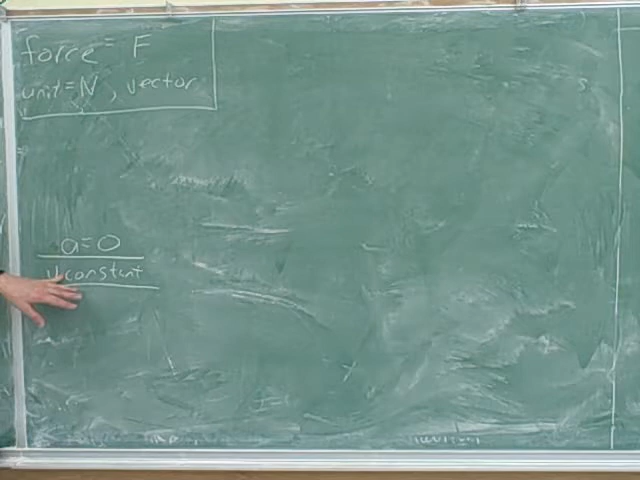 force = F
unit = N, vector
a = 0
v constant